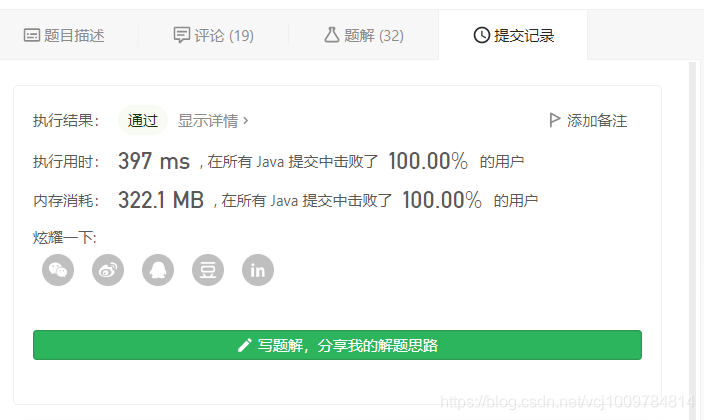 题目描述 评论 (19) 题解 (32) 提交记录
执行结果： 通过 显示详情 › 添加备注
执行用时： 397 ms , 在所有 Java 提交中击败了 100.00% 的用户
内存消耗： 322.1 MB , 在所有 Java 提交中击败了 100.00% 的用户
炫耀一下:
豆 in
写题解，分享我的解题思路
https://blog.csdn.net/vcj1009784814